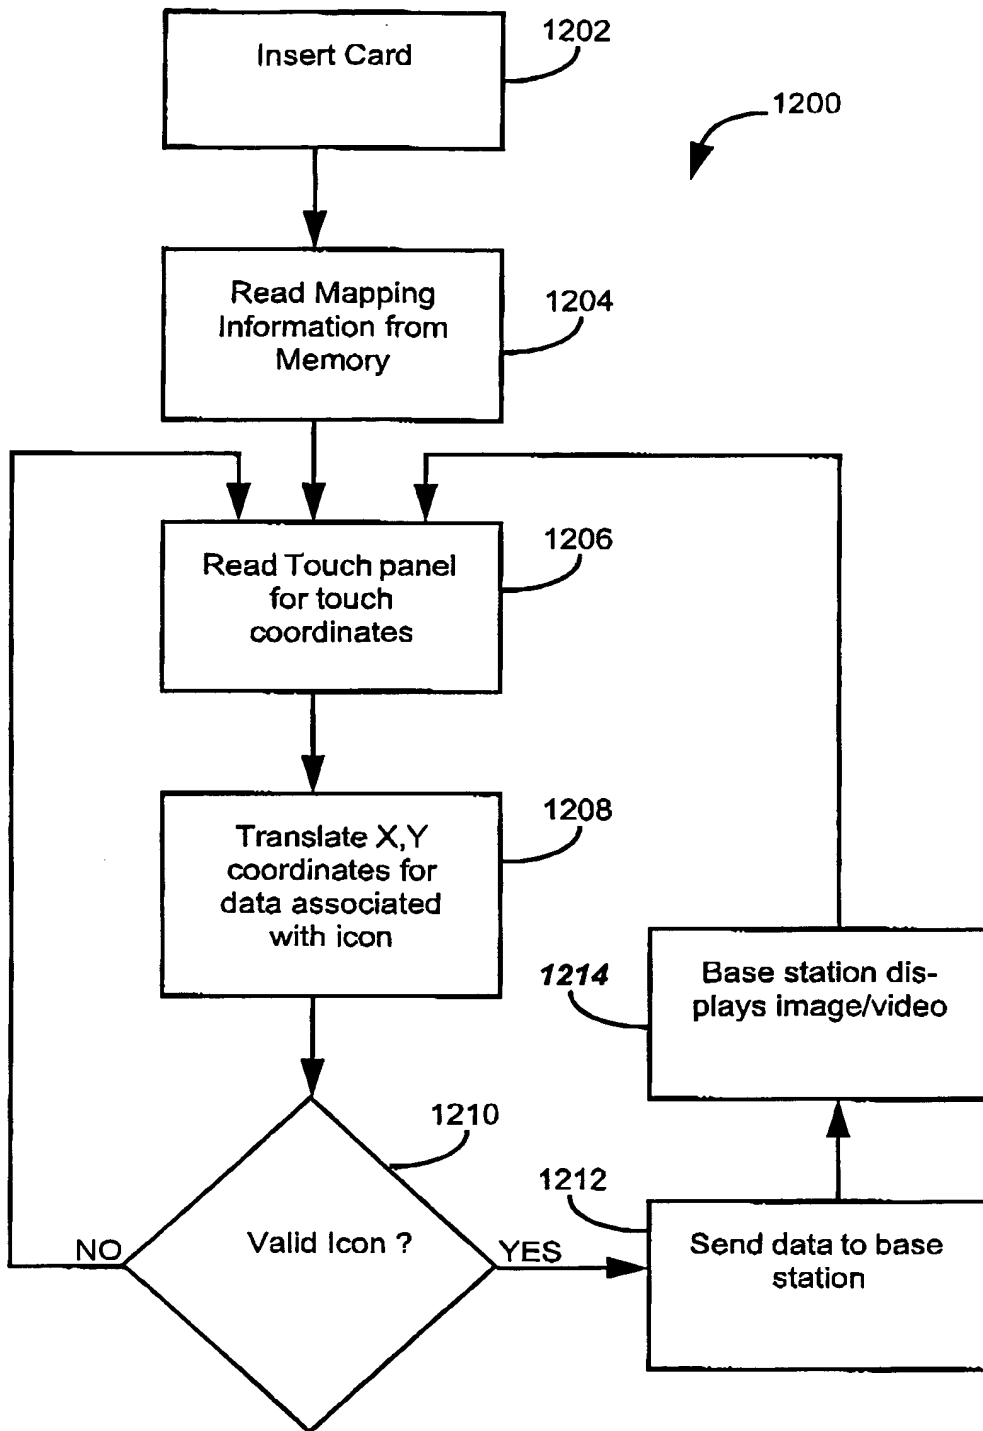 Insert Card
1202
1200
Read Mapping
Information from
Memory
1204
Read Touch panel
for touch
coordinates
1206
Translate X,Y
coordinates for
data associated
with icon
1208
Valid Icon ?
1210
NO
YES
Send data to base
station
1212
Base station dis-
plays image/video
1214